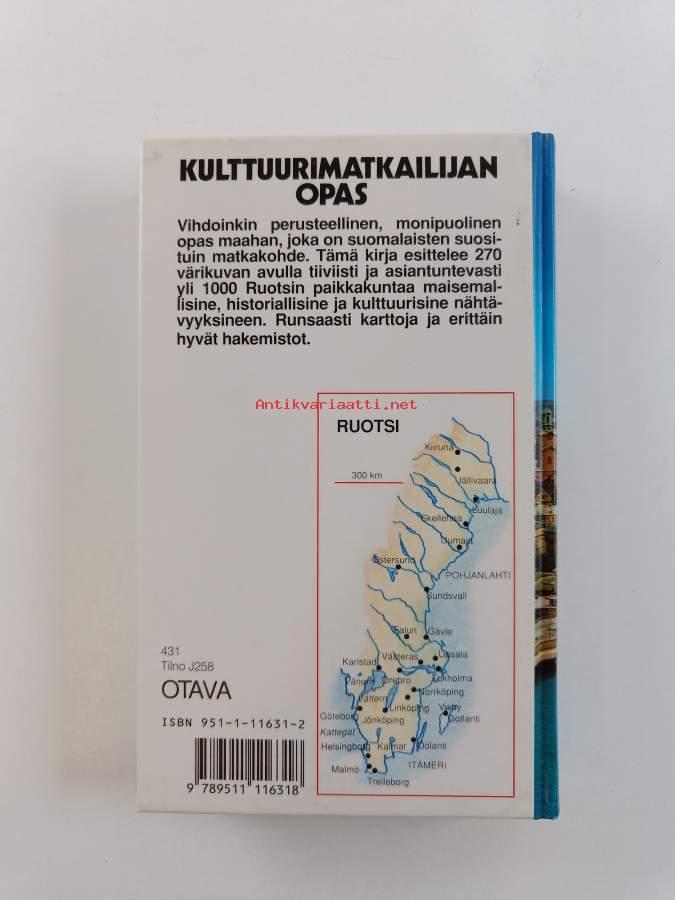 KULTTUURIMATKAILIJAN
OPAS
Vihdoinkin perusteellinen, monipuolinen
opas maahan, joka on suomalaisten suosi-
tuin matkakohde. Tämä kirja esittelee 270
värikuvan avulla tiiviisti ja asiantuntevasti
yli 1000 Ruotsin paikkakuntaa maisemal-
lisine, historiallisine ja kulttuurisine nähtä-
vyyksineen. Runsaasti karttoja ja erittäin
hyvät hakemistot.
Antikvariaatti.net
RUOTSI
300 km
Kiiruna
Jällivaara
Luulaja
Skelleftea
Uumaja
Östersund
POHJANLAHTI
Sundsvall
Falun
Gävle
Karlstad
Västeras
Upsala
Vänern
Örebro
Tukholma
Vättern
Norrköping
Göteborg
Linköping
Visby
Jönköping
Gotlanti
Kattegat
Helsingborg
Kalmar
Öölanti
Malmö
ITÄMERI
Trelleborg
431
Tilno J258
OTAVA
ISBN 951-1-11631-2
9 789511 116318